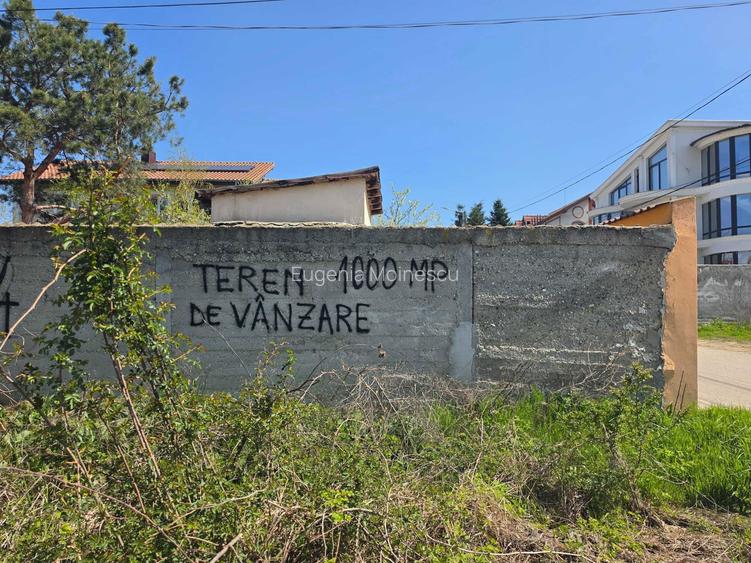 TEREN 1000 MP
DE VÂNZARE
Eugenia Moinescu